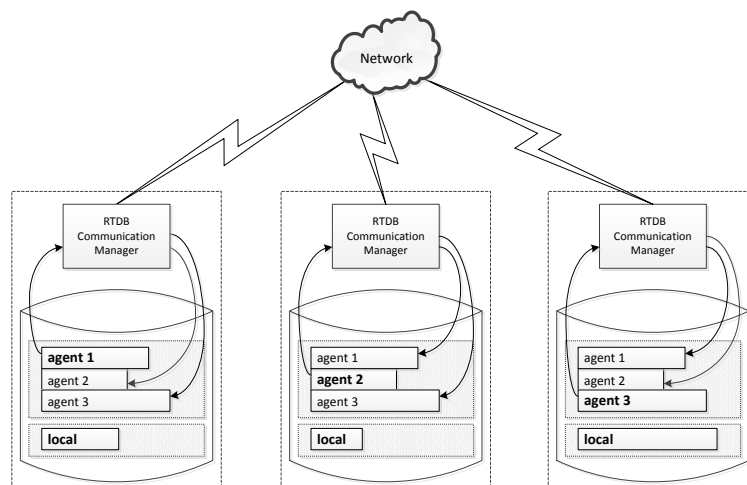 Network
RTDB
Communication
Manager
agent 1
agent 2
agent 3
local
RTDB
Communication
Manager
agent 1
agent 2
agent 3
local
RTDB
Communication
Manager
agent 1
agent 2
agent 3
local